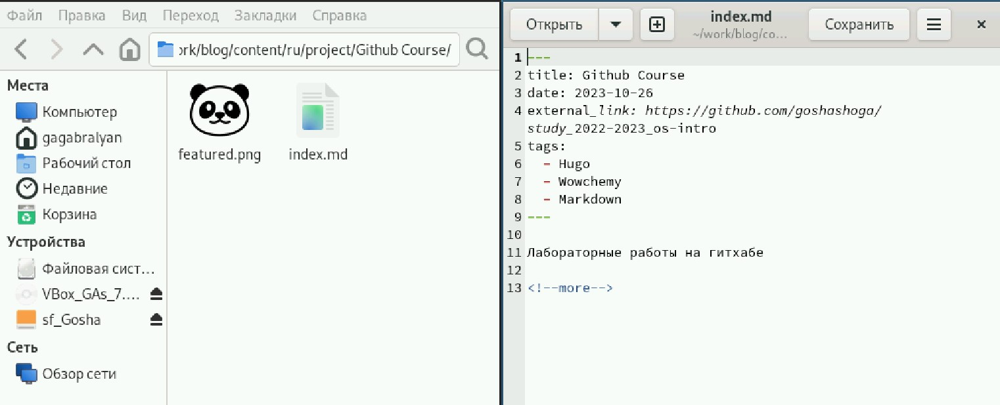 Файл Правка Вид Переход Закладки Справка
ork/blog/content/ru/project/Github Course/
Места
Компьютер
gagabralyan
Рабочий стол
Недавние
Корзина
Устройства
Файловая сист...
VBox_GAs_7....
sf_Gosha
Сеть
Обзор сети
featured.png
index.md
Открыть
index.md
~/work/blog/co...
Сохранить
1 ---
2 title: Github Course
3 date: 2023-10-26
4 external_link: https://github.com/goshashoga/
study_2022-2023_os-intro
5 tags:
6 - Hugo
7 - Wowchemy
8 - Markdown
9 ---
10
11 Лабораторные работы на гитхабе
12
13 <!--more-->